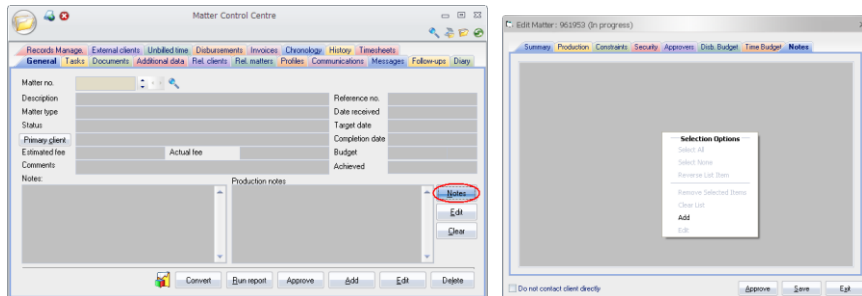 Matter Control Centre
Records Manage. External clients Unbilled time Disbursements Invoices Chronology History Timesheets
General Tasks Documents Additional data Rel. clients Rel. matters Profiles Communications Messages Follow-ups Diary
Matter no.
Description Reference no.
Matter type Date received
Status Target date
Primary client Completion date
Estimated fee Actual fee Budget
Comments Achieved
Notes: Production notes
Notes
Edit
Clear
Convert Run report Approve Add Edit Delete
Edit Matter: 961953 (In progress)
Summary Production Constraints Security Approvers Disb. Budget Time Budget Notes
Selection Options
Select All
Select None
Reverse List Item
Remove Selected Items
Clear List
Add
Edit
Do not contact client directly Approve Save Exit